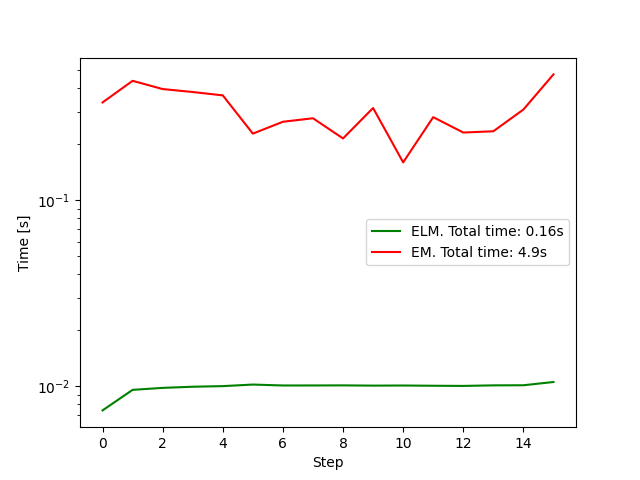 Time [s]
10⁻¹
10⁻²
ELM. Total time: 0.16s
EM. Total time: 4.9s
0 2 4 6 8 10 12 14
Step